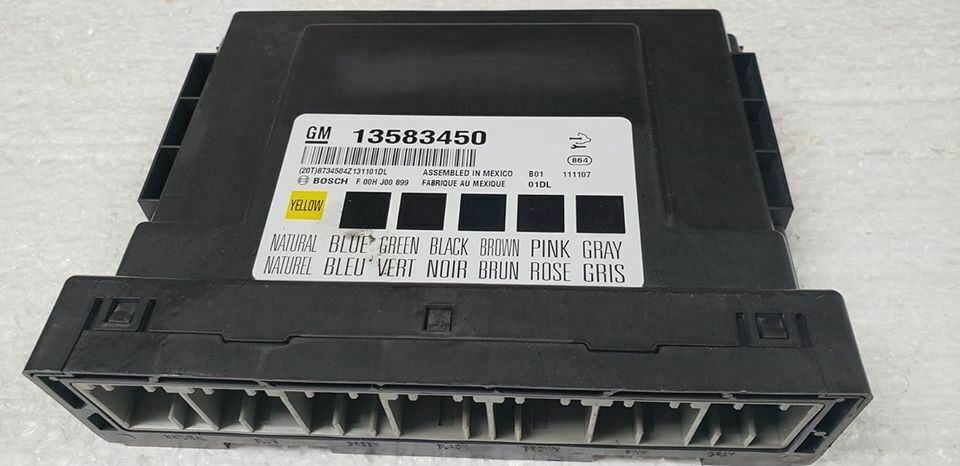 GM 13583450
864
(20T)8734504Z131101DL ASSEMBLED IN MEXICO B01 111107
BOSCH F 00H J00 899 FABRIQUE AU MEXIQUE 01DL
YELLOW
NATURAL BLUE GREEN BLACK BROWN PINK GRAY
NATUREL BLEU VERT NOIR BRUN ROSE GRIS
NATURAL